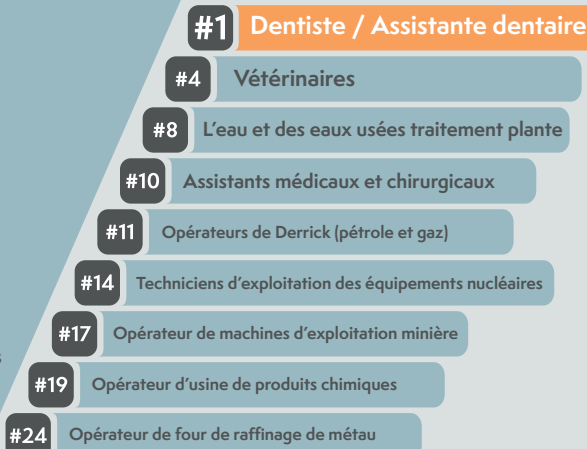 #1 Dentiste / Assistante dentaire
#4 Vétérinaires
#8 L'eau et des eaux usées traitement plante
#10 Assistants médicaux et chirurgicaux
#11 Opérateurs de Derrick (pétrole et gaz)
#14 Techniciens d'exploitation des équipements nucléaires
#17 Opérateur de machines d'exploitation minière
#19 Opérateur d'usine de produits chimiques
#24 Opérateur de four de raffinage de métau